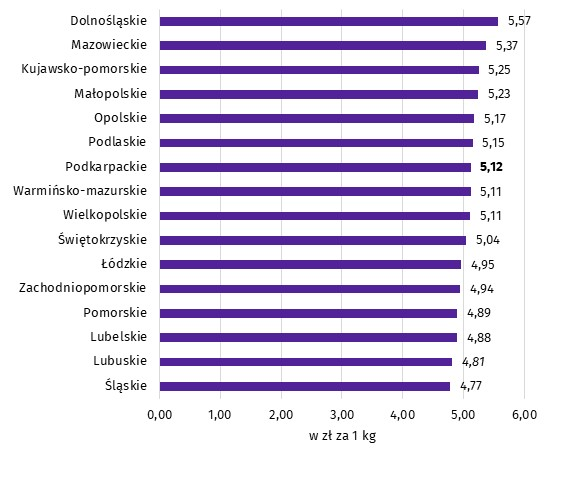 Dolnośląskie 5,57
Mazowieckie 5,37
Kujawsko-pomorskie 5,25
Małopolskie 5,23
Opolskie 5,17
Podlaskie 5,15
Podkarpackie 5,12
Warmińsko-mazurskie 5,11
Wielkopolskie 5,11
Świętokrzyskie 5,04
Łódzkie 4,95
Zachodniopomorskie 4,94
Pomorskie 4,89
Lubelskie 4,88
Lubuskie 4,81
Śląskie 4,77
0,00 1,00 2,00 3,00 4,00 5,00 6,00
w zł za 1 kg